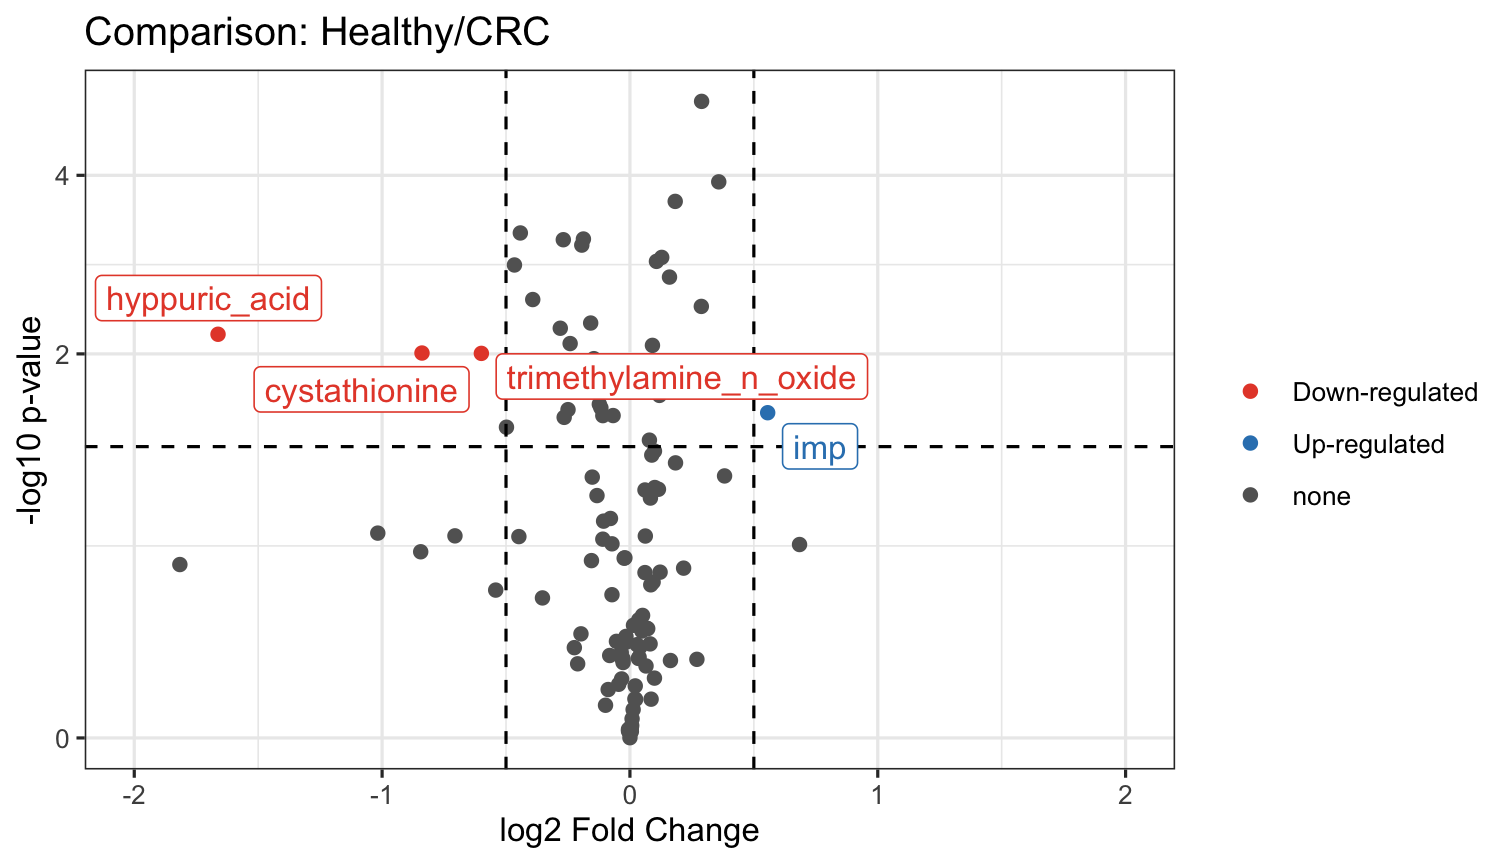 Comparison: Healthy/CRC
-log10 p-value
4
2
0
hyppuric_acid
cystathionine
trimethylamine_n_oxide
imp
-2
-1
0
1
2
log2 Fold Change
Down-regulated
Up-regulated
none